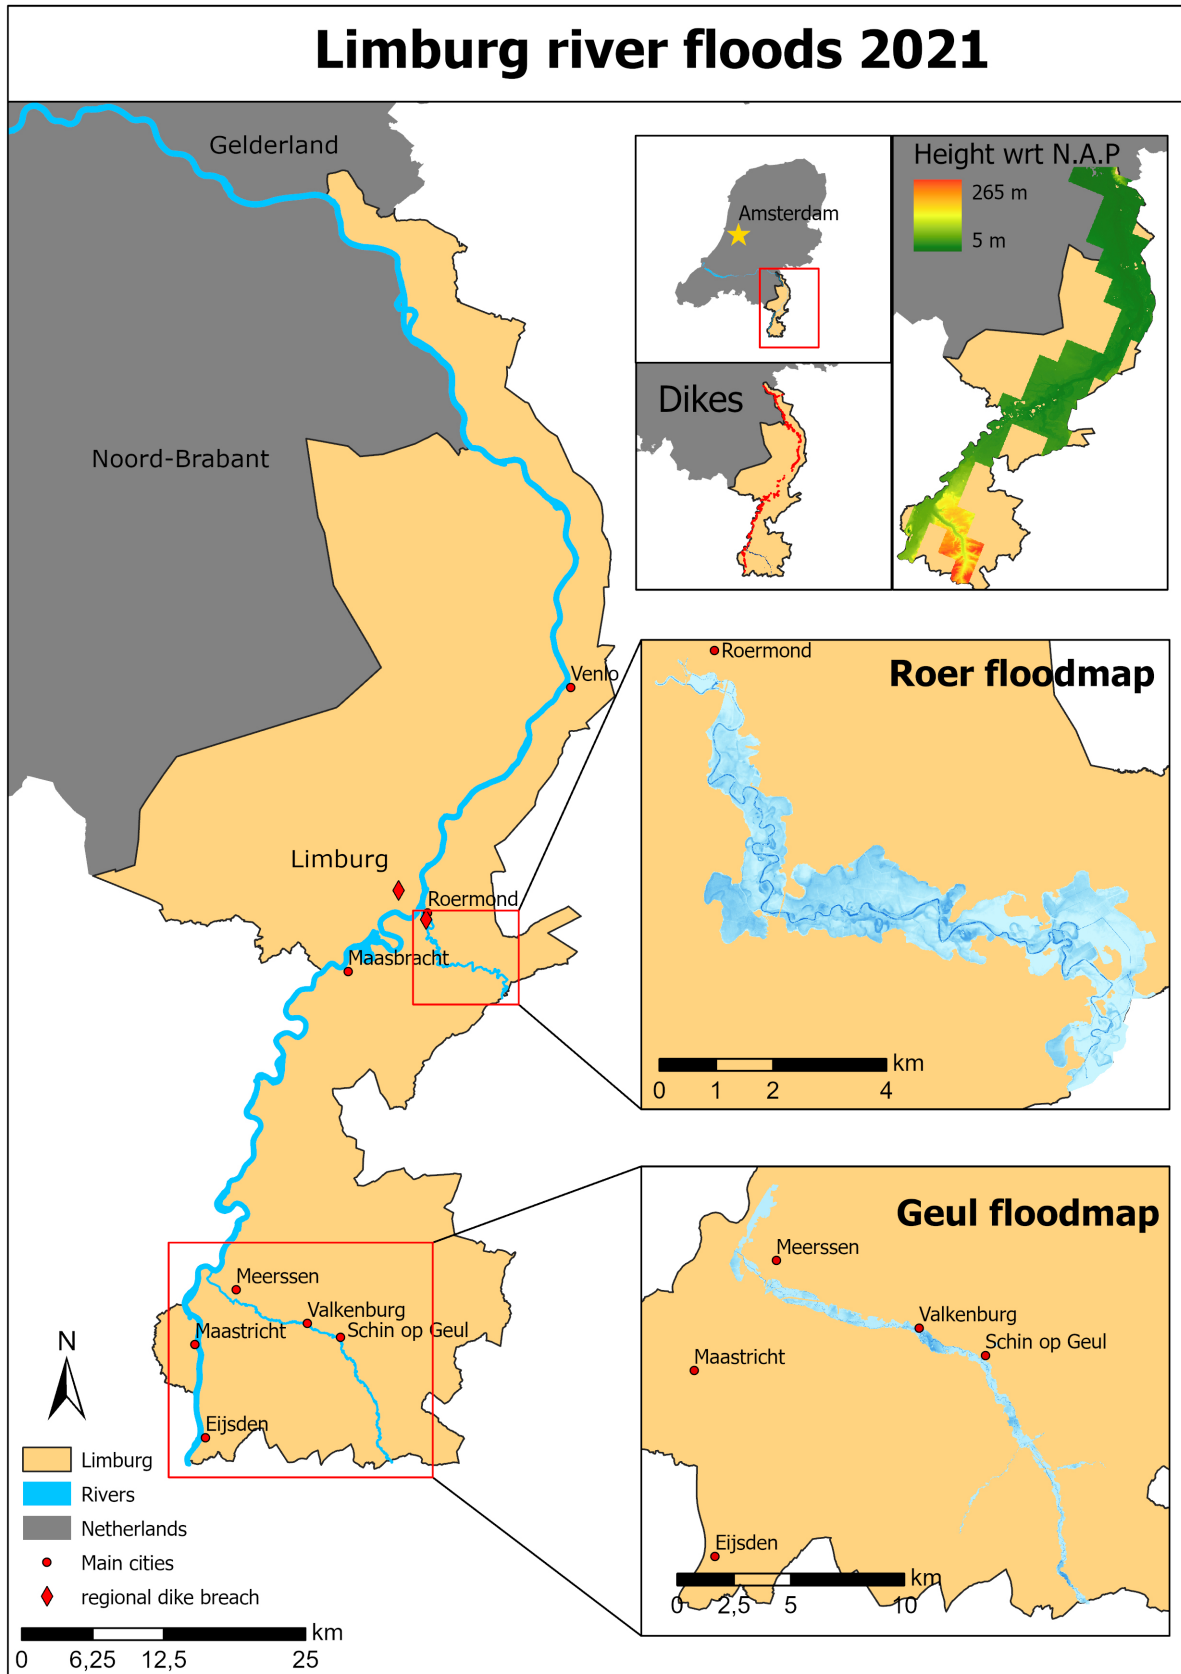 Limburg river floods 2021
Gelderland
Noord-Brabant
Limburg
Venlo
Roermond
Maasbracht
Meerssen
Valkenburg
Schin op Geul
Maastricht
Eijsden
N
Limburg
Rivers
Netherlands
Main cities
regional dike breach
km
0 6,25 12,5 25
Amsterdam
Dikes
Height wrt N.A.P
265 m
5 m
Roermond
Roer floodmap
km
0 1 2 4
Geul floodmap
Meerssen
Valkenburg
Schin op Geul
Maastricht
Eijsden
km
0 2,5 5 10